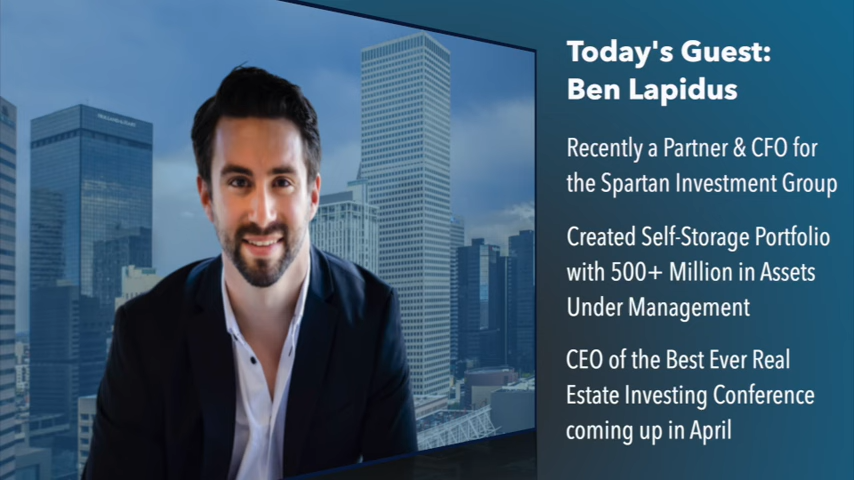 Today's Guest:
Ben Lapidus
Recently a Partner & CFO for
the Spartan Investment Group
Created Self-Storage Portfolio
with 500+ Million in Assets
Under Management
CEO of the Best Ever Real
Estate Investing Conference
coming up in April